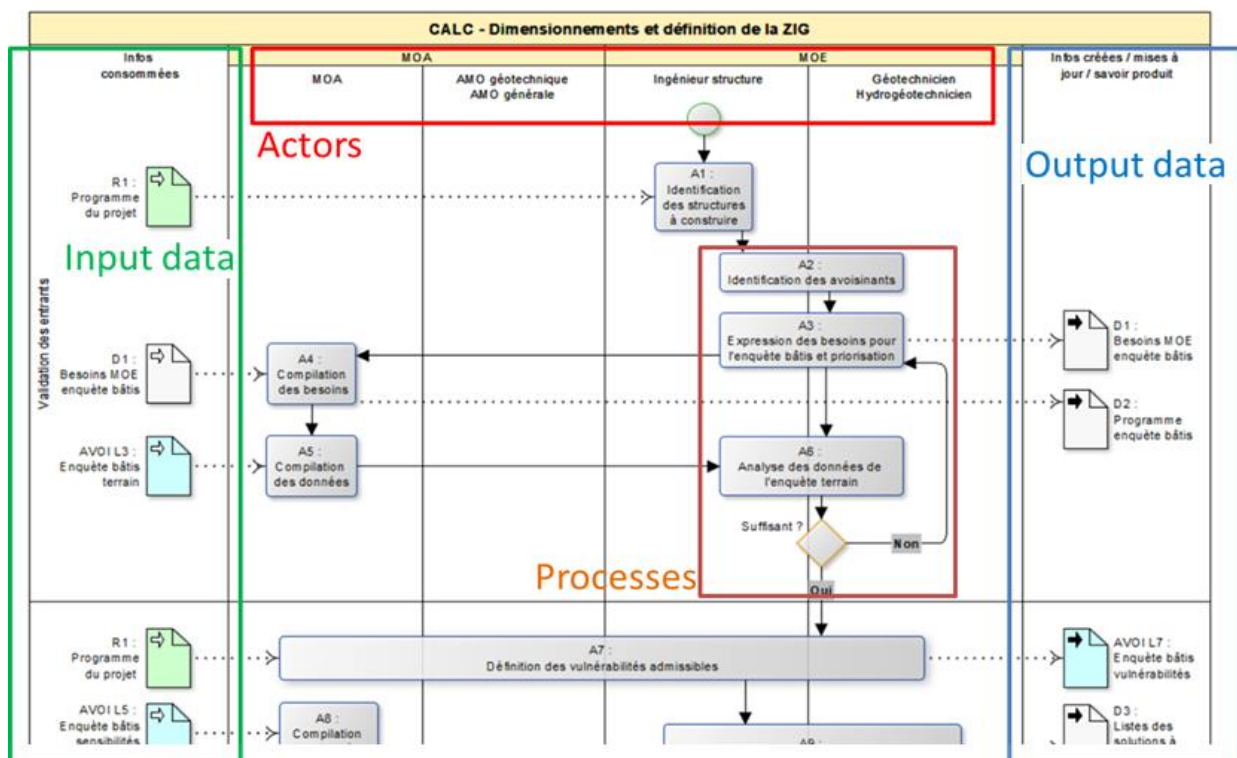 CALC - Dimensionnements et définition de la ZIG
Infos
consommées
MOA
MOE
Infos créées / mises à
jour / savoir produit
MOA
AMO géotechnique
AMO générale
Ingénieur structure
Géotechnicien
Hydrogéotechnicien
Actors
Output data
Input data
Processes
Validation des entrants
R1 :
Programme
du projet
A1 :
Identification
des structures
à construire
A2 :
Identification des avoisinants
A3 :
Expression des besoins pour
l'enquête bâtis et priorisation
D1 :
Besoins MOE
enquête bâtis
D1 :
Besoins MOE
enquête bâtis
A4 :
Compilation
des besoins
D2 :
Programme
enquête bâtis
AVOI L3 :
Enquête bâtis
terrain
A5 :
Compilation
des données
A6 :
Analyse des données de
l'enquête terrain
Suffisant ?
Non
Oui
R1 :
Programme
du projet
A7 :
Définition des vulnérabilités admissibles
AVOI L7 :
Enquête bâtis
vulnérabilités
AVOI L5 :
Enquête bâtis
sensibilités
A8 :
Compilation
A9 :
D3 :
Listes des
solutions à